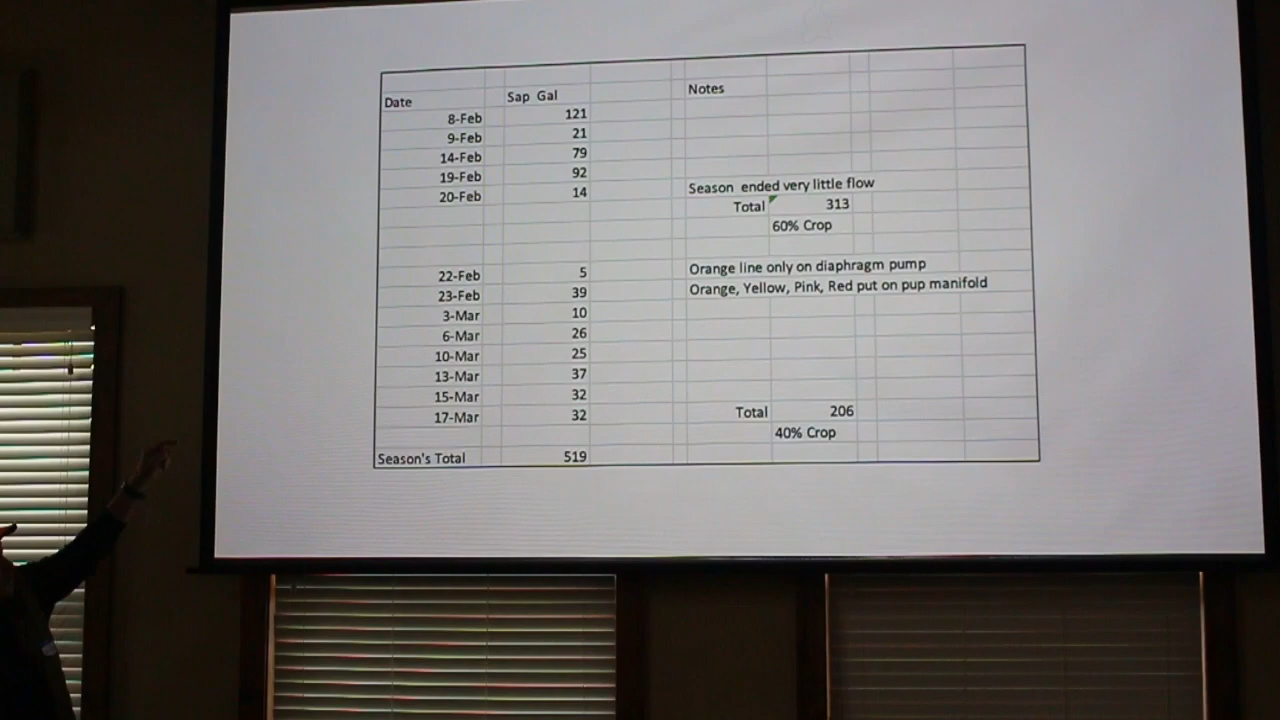 Date Sap Gal Notes
8-Feb 121
9-Feb 21
14-Feb 79
19-Feb 92 Season ended very little flow
20-Feb 14 Total 313
60% Crop
22-Feb 5 Orange line only on diaphragm pump
23-Feb 39 Orange, Yellow, Pink, Red put on pup manifold
3-Mar 10
6-Mar 26
10-Mar 25
13-Mar 37
15-Mar 32
17-Mar 32 Total 206
40% Crop
Season's Total 519